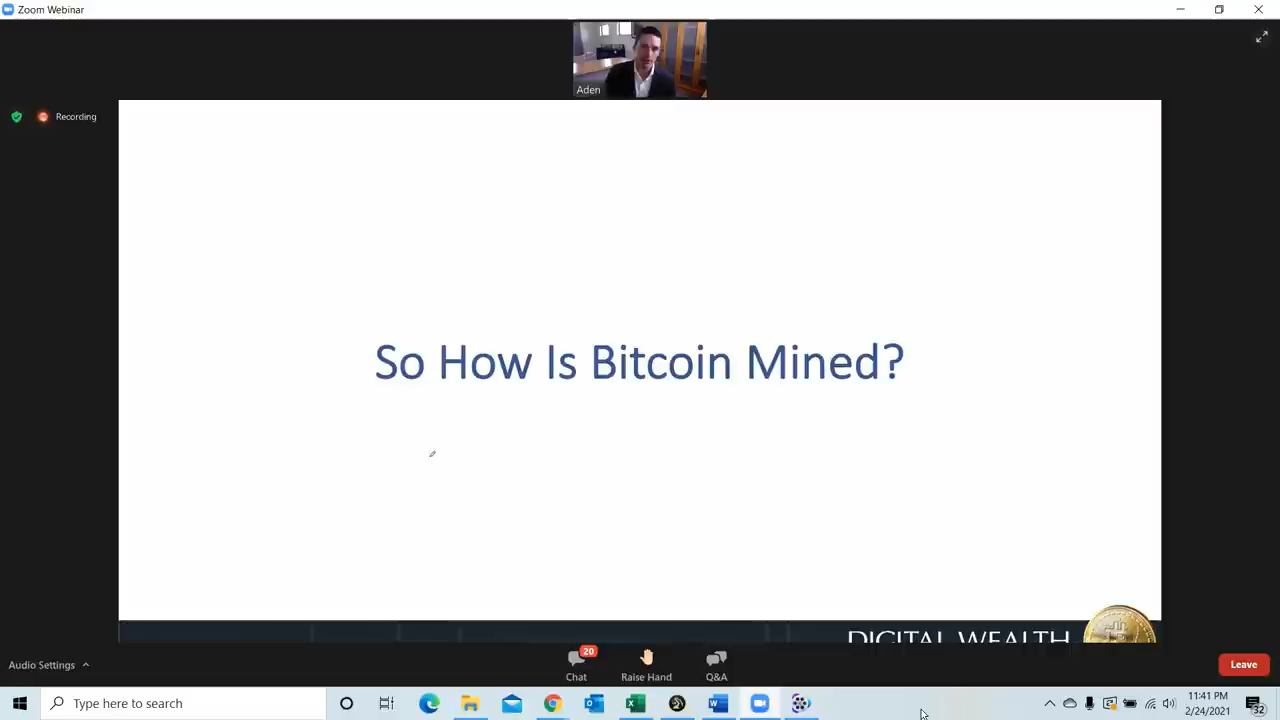 Zoom Webinar
Aden
Recording
So How Is Bitcoin Mined?
DIGITAL WEALTH
Audio Settings
20
Chat
Raise Hand
Q&A
Leave
Type here to search
11:41 PM
2/24/2021
32